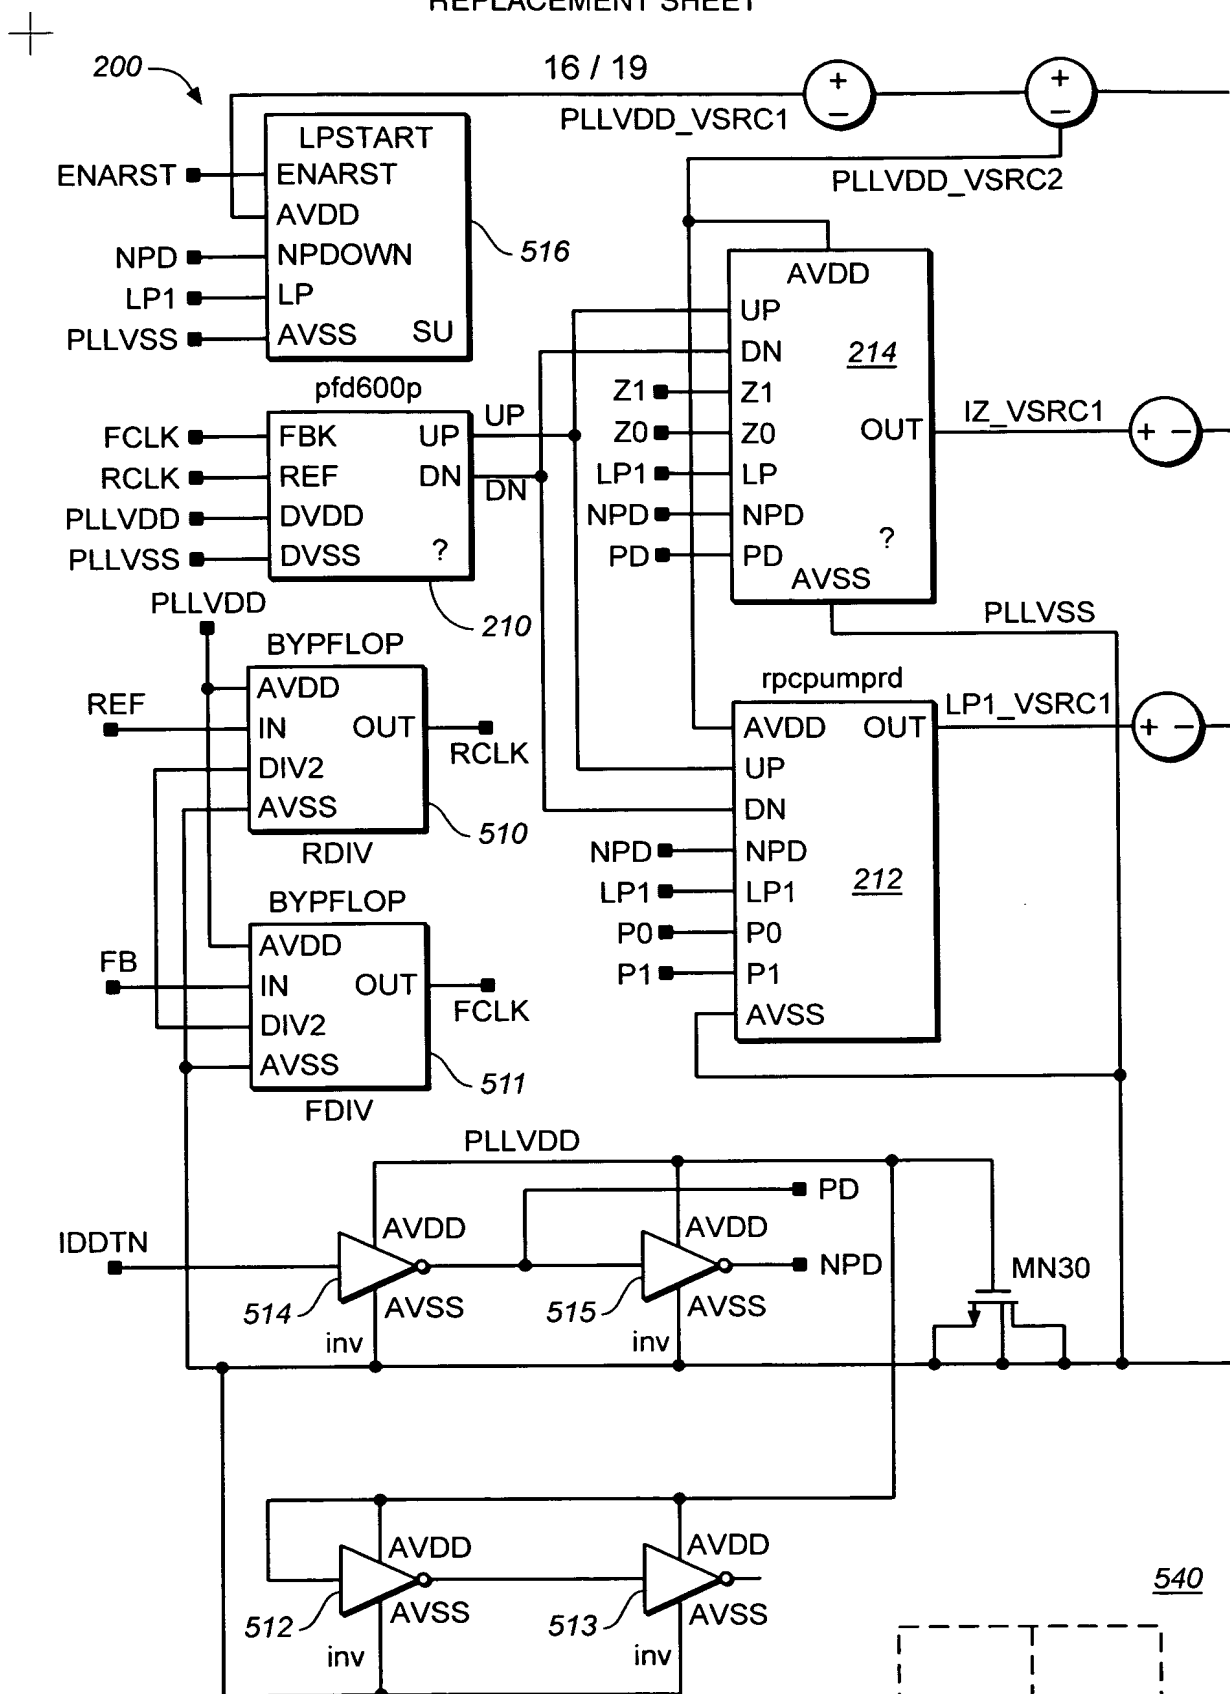 REPLACEMENT SHEET
200
16 / 19
+
−
+
−
PLLVDD_VSRC1
PLLVDD_VSRC2
LPSTART
ENARST
ENARST
AVDD
NPD
NPDOWN
516
LP1
LP
PLLVSS
AVSS
SU
AVDD
UP
DN
214
Z1
Z1
Z0
Z0
OUT
IZ_VSRC1
+ −
LP1
LP
NPD
NPD
PD
PD
?
AVSS
PLLVSS
pfd600p
UP
FCLK
FBK
UP
RCLK
REF
DN
DN
PLLVDD
DVDD
PLLVSS
DVSS
?
210
PLLVDD
BYPFLOP
AVDD
REF
IN
OUT
RCLK
DIV2
AVSS
510
RDIV
rpcpumprd
AVDD
OUT
LP1_VSRC1
+ −
UP
DN
NPD
NPD
LP1
LP1
212
P0
P0
P1
P1
AVSS
BYPFLOP
AVDD
FB
IN
OUT
FCLK
DIV2
AVSS
511
FDIV
PLLVDD
PD
AVDD
AVDD
IDDTN
NPD
MN30
514
AVSS
515
AVSS
inv
inv
AVDD
AVDD
540
512
AVSS
513
AVSS
inv
inv